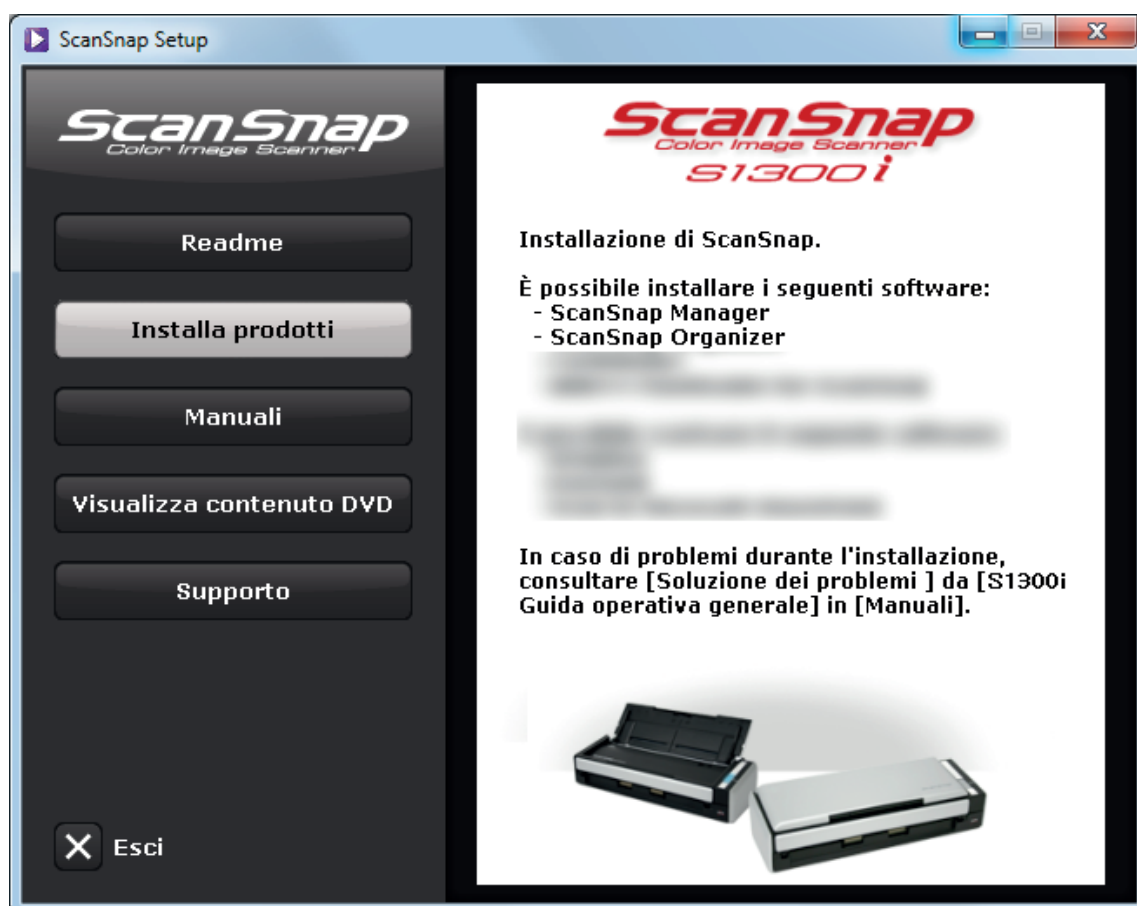 ScanSnap Setup
ScanSnap
Color Image Scanner
Readme
Installa prodotti
Manuali
Visualizza contenuto DVD
Supporto
Esci
ScanSnap
Color Image Scanner
S1300i
Installazione di ScanSnap.
È possibile installare i seguenti software:
- ScanSnap Manager
- ScanSnap Organizer
In caso di problemi durante l'installazione,
consultare [Soluzione dei problemi ] da [S1300i
Guida operativa generale] in [Manuali].